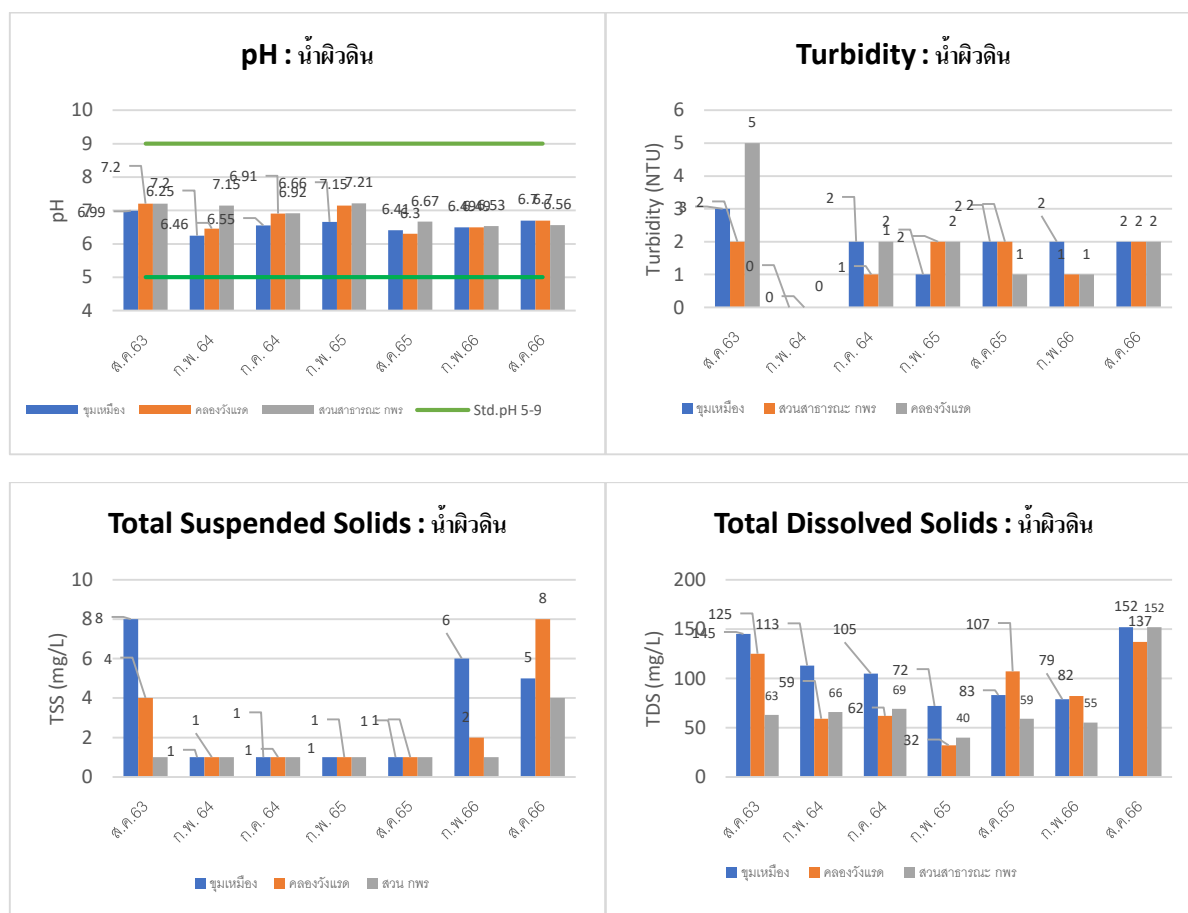 pH : น้ำผิวดิน
10
9
8
7
6
5
4
pH
7.2
6.99
7.2
6.25
6.46
7.15
6.91
6.55
6.66
6.92
7.15
7.21
6.41
6.3
6.67
6.49
6.49
6.53
6.7
6.7
6.56
ส.ค.63
ก.พ. 64
ก.ค. 64
ก.พ. 65
ส.ค.65
ก.พ.66
ส.ค.66
ขุมเหมือง
คลองวังแรด
สวนสาธารณะ กพร
Std.pH 5-9
Turbidity : น้ำผิวดิน
6
5
4
3
2
1
0
Turbidity (NTU)
2
3
5
0
0
0
2
1
2
1
2
2
2
2
1
2
1
1
2
2
2
ส.ค.63
ก.พ. 64
ก.ค. 64
ก.พ. 65
ส.ค.65
ก.พ.66
ส.ค.66
ขุมเหมือง
สวนสาธารณะ กพร
คลองวังแรด
Total Suspended Solids : น้ำผิวดิน
10
8
6
4
2
0
TSS (mg/L)
8
4
1
1
1
1
1
1
1
1
6
2
5
8
ส.ค.63
ก.พ. 64
ก.ค. 64
ก.พ. 65
ส.ค.65
ก.พ.66
ส.ค.66
ขุมเหมือง
คลองวังแรด
สวน กพร
Total Dissolved Solids : น้ำผิวดิน
200
150
100
50
0
TDS (mg/L)
125
145
63
113
59
66
105
62
69
72
32
40
83
107
59
79
82
55
152
137
152
ส.ค.63
ก.พ. 64
ก.ค. 64
ก.พ. 65
ส.ค.65
ก.พ.66
ส.ค.66
ขุมเหมือง
คลองวังแรด
สวนสาธารณะ กพร